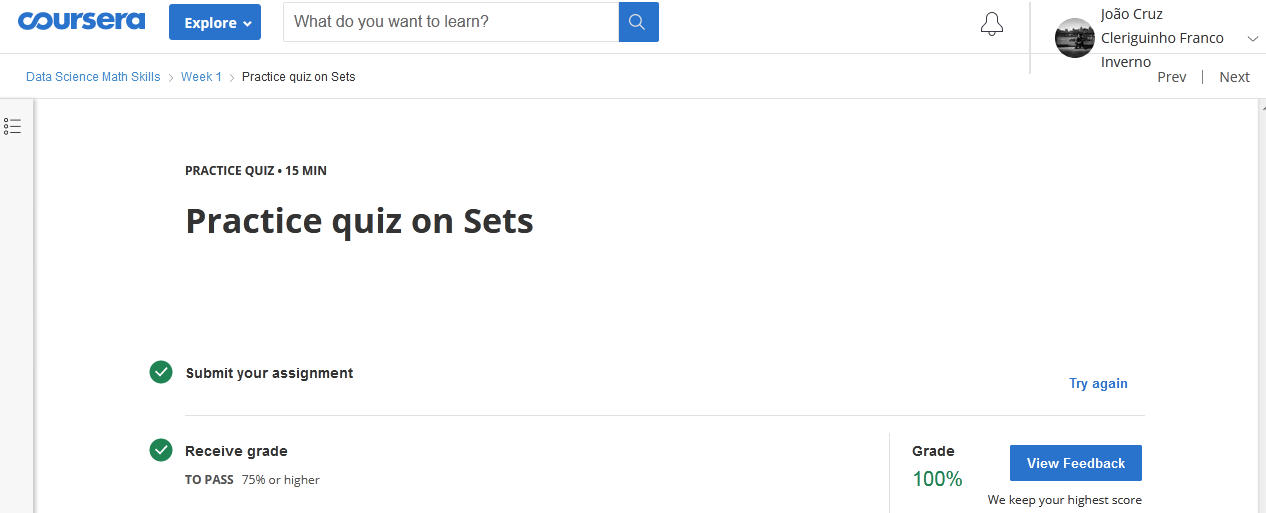 coursera
Explore
What do you want to learn?
João Cruz
Cleriguinho Franco
Inverno
Data Science Math Skills > Week 1 > Practice quiz on Sets
Prev | Next
PRACTICE QUIZ • 15 MIN
Practice quiz on Sets
Submit your assignment
Try again
Receive grade
TO PASS 75% or higher
Grade
100%
View Feedback
We keep your highest score